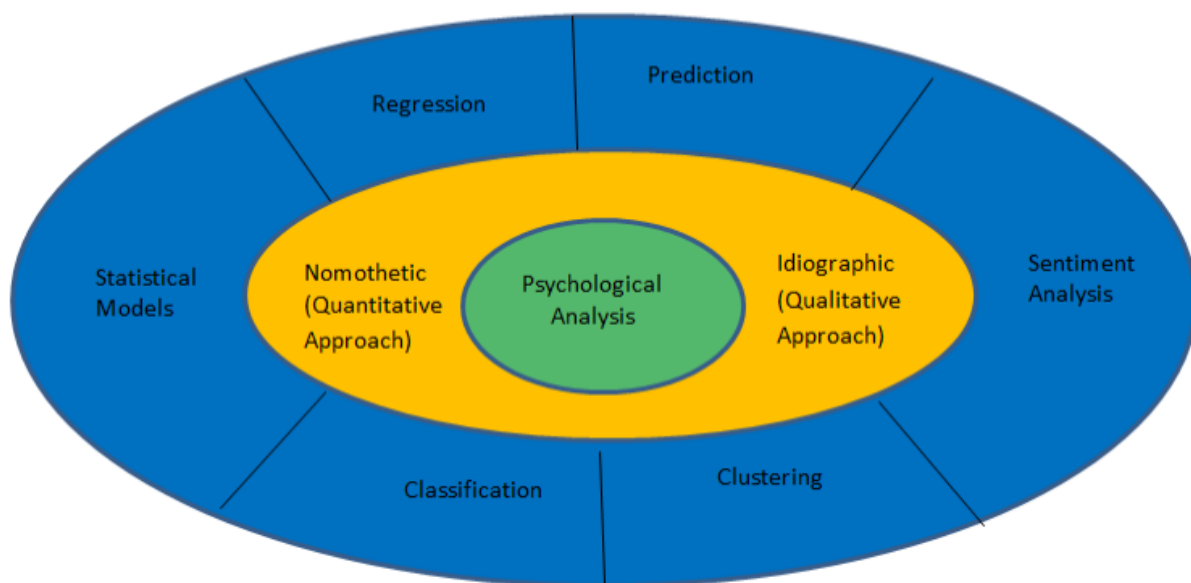 Prediction
Regression
Statistical
Models
Nomothetic
(Quantitative
Approach)
Psychological
Analysis
Idiographic
(Qualitative
Approach)
Sentiment
Analysis
Classification
Clustering